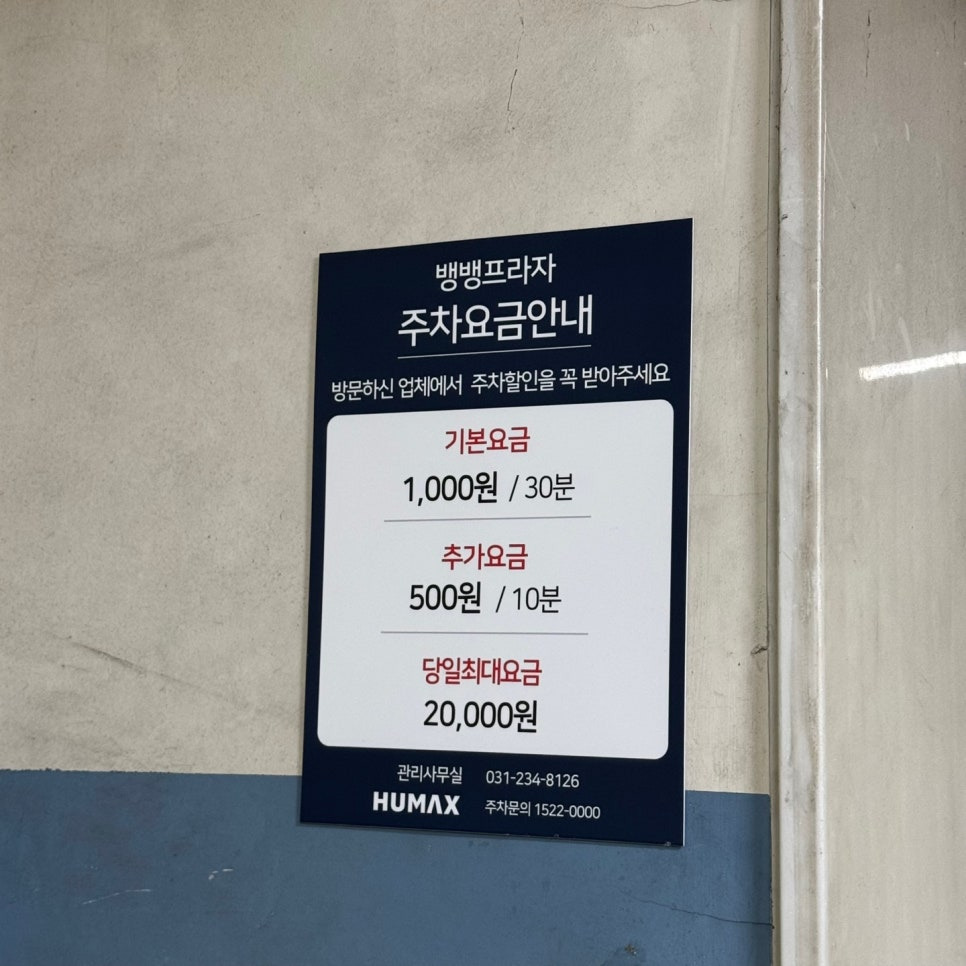 뱅뱅프라자
주차요금안내
방문하신 업체에서 주차할인을 꼭 받아주세요
기본요금
1,000원 / 30분
추가요금
500원 / 10분
당일최대요금
20,000원
관리사무실 031-234-8126
HUMAX 주차문의 1522-0000